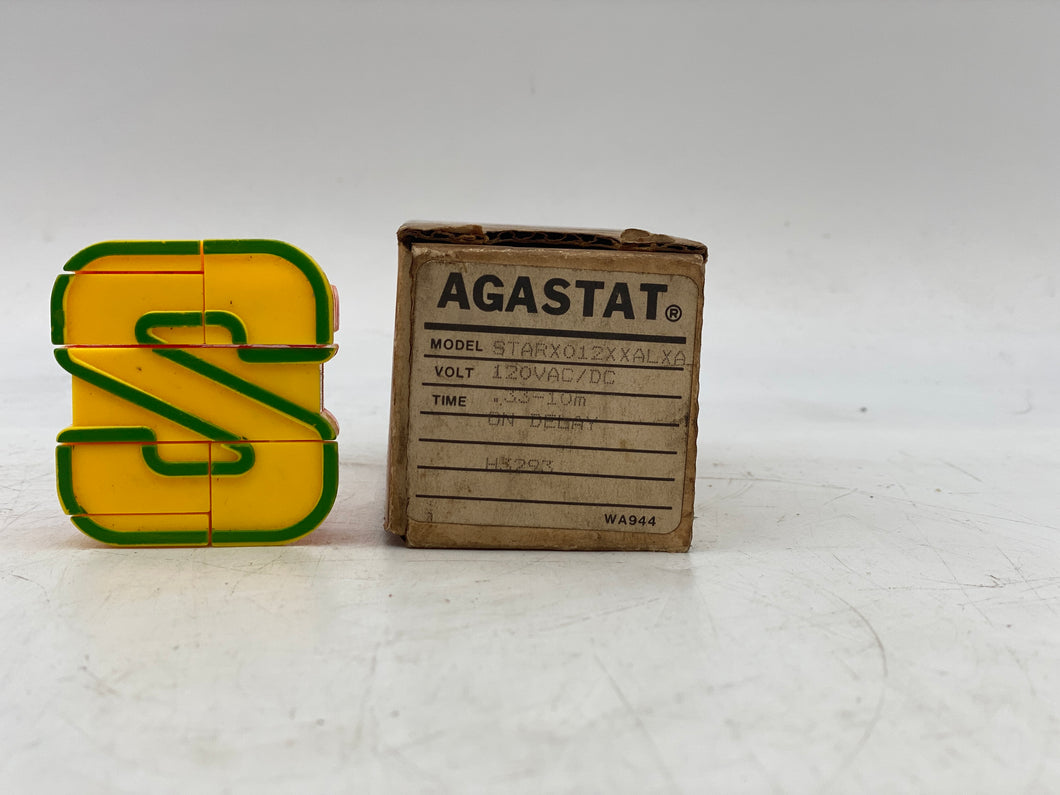 S
AGASTAT®
MODEL STARX012XXALXA
VOLT 120VAC/DC
TIME .33-10m
ON DELAY
H3293
WA944